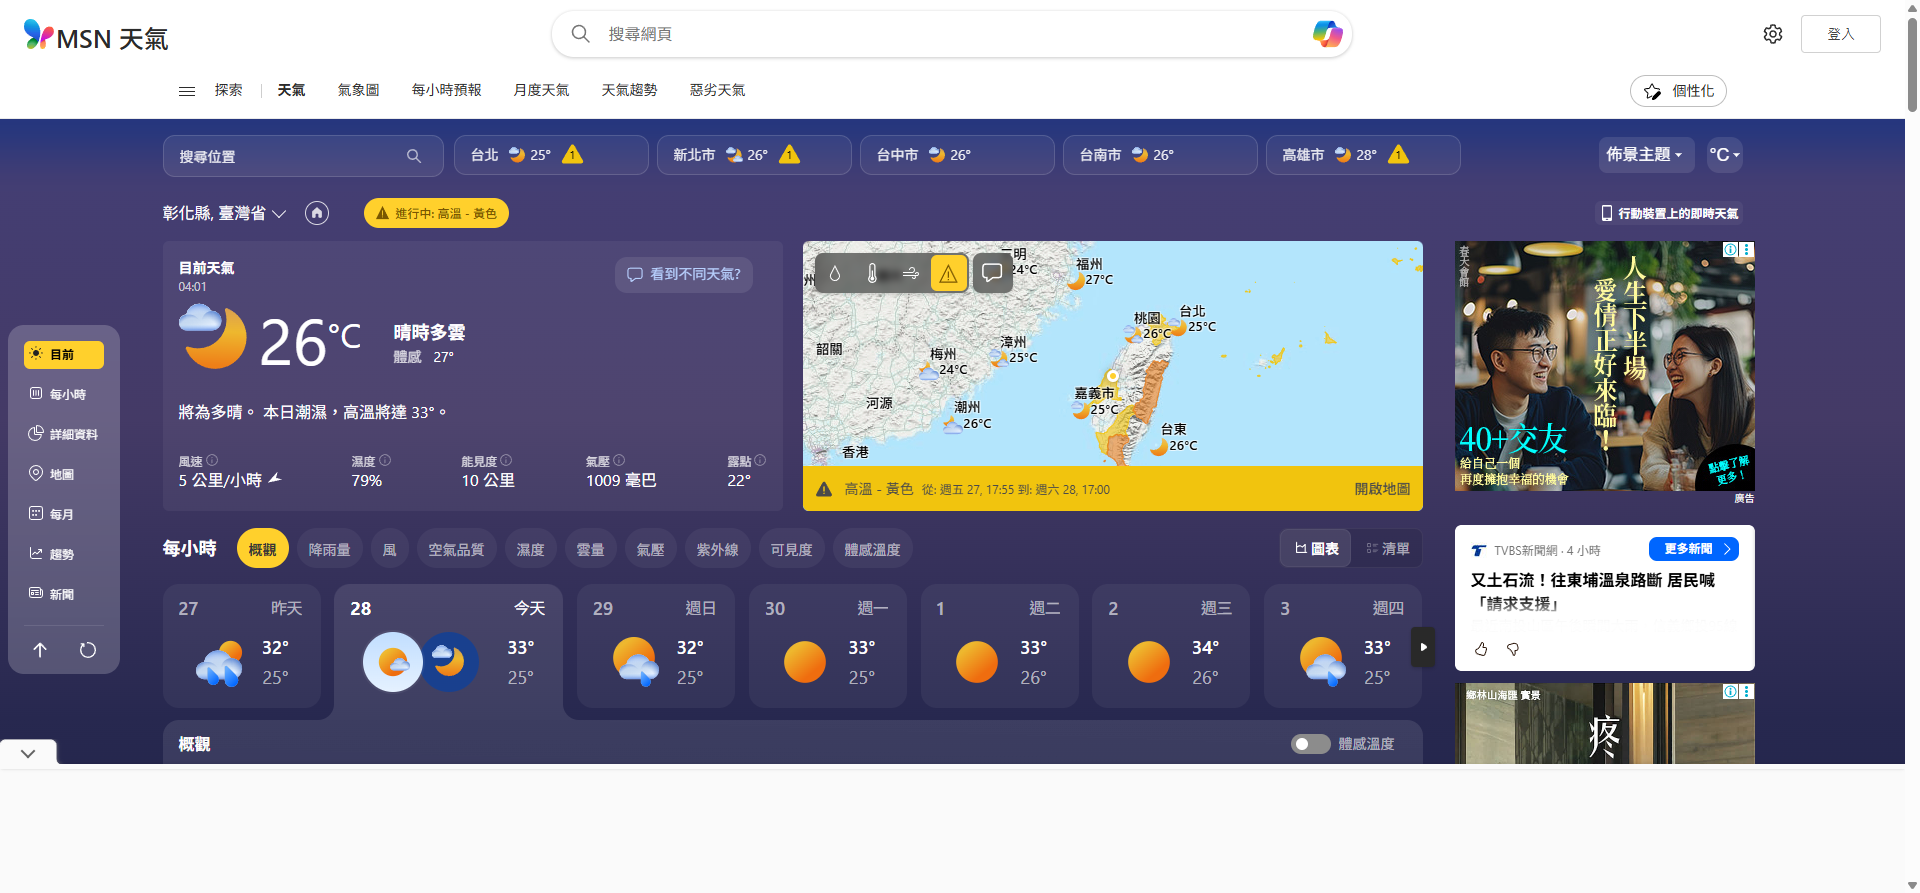 MSN 天氣
搜尋網頁
登入
探索
天氣
氣象圖
每小時預報
月度天氣
天氣趨勢
惡劣天氣
個性化
搜尋位置
台北 25° 1
新北市 26° 1
台中市 26°
台南市 26°
高雄市 28° 1
佈景主題
°C
彰化縣, 臺灣省
進行中: 高溫 - 黃色
行動裝置上的即時天氣
目前天氣
04:01
看到不同天氣?
26°C
晴時多雲
體感 27°
將為多晴。 本日潮濕，高溫將達 33°。
風速
5 公里/小時
濕度
79%
能見度
10 公里
氣壓
1009 毫巴
露點
22°
目前
每小時
詳細資料
地圖
每月
趨勢
新聞
24°C
福州
27°C
韶關
梅州
24°C
漳州
25°C
桃園
26°C
台北
25°C
河源
潮州
26°C
嘉義市
25°C
台東
26°C
香港
高溫 - 黃色 從: 週五 27, 17:55 到: 週六 28, 17:00
開啟地圖
春天會館
人生下半場
愛情正好來臨！
40+交友
給自己一個
再度擁抱幸福的機會
點擊了解
更多！
廣告
每小時
概觀
降雨量
風
空氣品質
濕度
雲量
氣壓
紫外線
可見度
體感溫度
圖表
清單
27 昨天
32°
25°
28 今天
33°
25°
29 週日
32°
25°
30 週一
33°
25°
1 週二
33°
26°
2 週三
34°
26°
3 週四
33°
25°
概觀
體感溫度
TVBS新聞網 · 4 小時
更多新聞
又土石流！往東埔溫泉路斷 居民喊
「請求支援」
鄉林山海匯 實景
疼